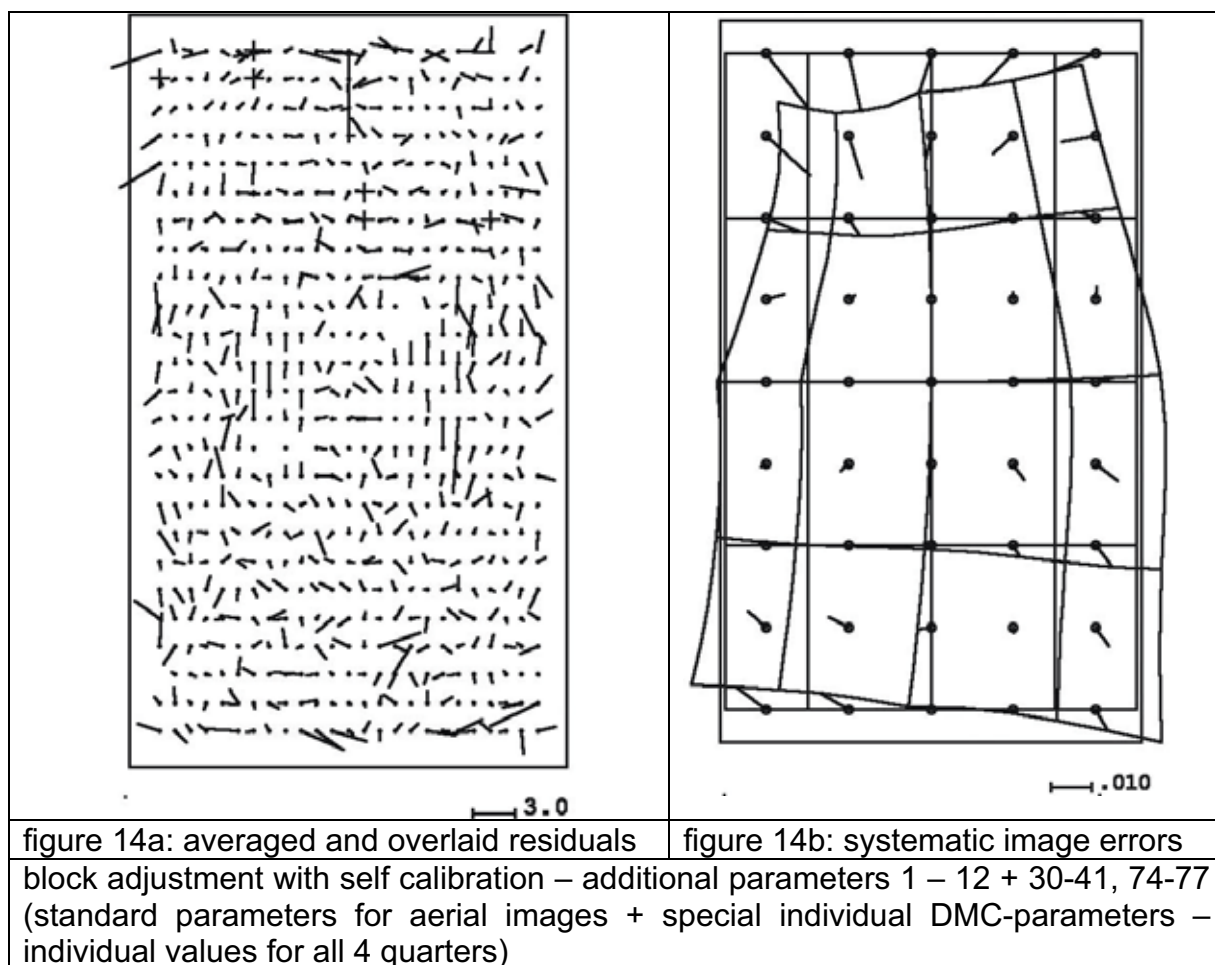 3.0
.010
figure 14a: averaged and overlaid residuals
figure 14b: systematic image errors
block adjustment with self calibration – additional parameters 1 – 12 + 30-41, 74-77
(standard parameters for aerial images + special individual DMC-parameters –
individual values for all 4 quarters)